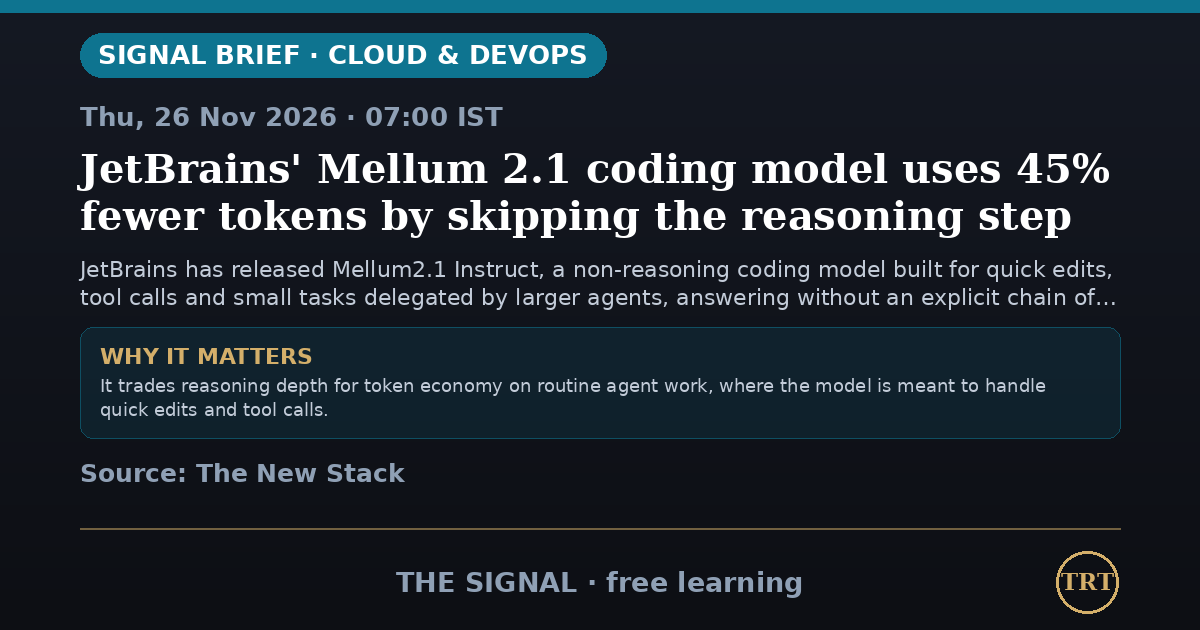 SIGNAL BRIEF · CLOUD & DEVOPS
Thu, 26 Nov 2026 · 07:00 IST
JetBrains' Mellum 2.1 coding model uses 45%
fewer tokens by skipping the reasoning step
JetBrains has released Mellum2.1 Instruct, a non-reasoning coding model built for quick edits,
tool calls and small tasks delegated by larger agents, answering without an explicit chain of…
WHY IT MATTERS
It trades reasoning depth for token economy on routine agent work, where the model is meant to handle
quick edits and tool calls.
Source: The New Stack
THE SIGNAL · free learning
TRT